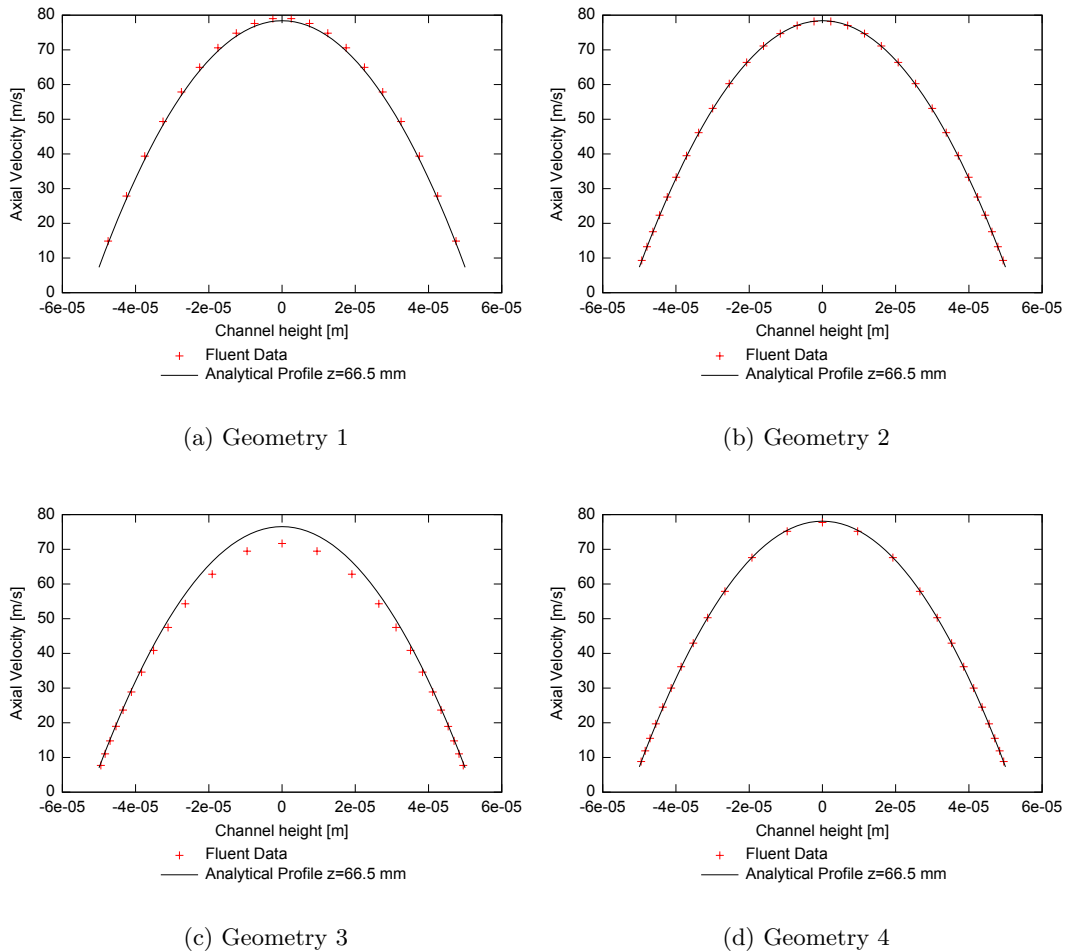 80
70
60
50
40
30
20
10
0
Axial Velocity [m/s]
-6e-05 -4e-05 -2e-05 0 2e-05 4e-05 6e-05
Channel height [m]
Fluent Data
Analytical Profile z=66.5 mm
(a) Geometry 1
80
70
60
50
40
30
20
10
0
Axial Velocity [m/s]
-6e-05 -4e-05 -2e-05 0 2e-05 4e-05 6e-05
Channel height [m]
Fluent Data
Analytical Profile z=66.5 mm
(b) Geometry 2
80
70
60
50
40
30
20
10
0
Axial Velocity [m/s]
-6e-05 -4e-05 -2e-05 0 2e-05 4e-05 6e-05
Channel height [m]
Fluent Data
Analytical Profile z=66.5 mm
(c) Geometry 3
80
70
60
50
40
30
20
10
0
Axial Velocity [m/s]
-6e-05 -4e-05 -2e-05 0 2e-05 4e-05 6e-05
Channel height [m]
Fluent Data
Analytical Profile z=66.5 mm
(d) Geometry 4